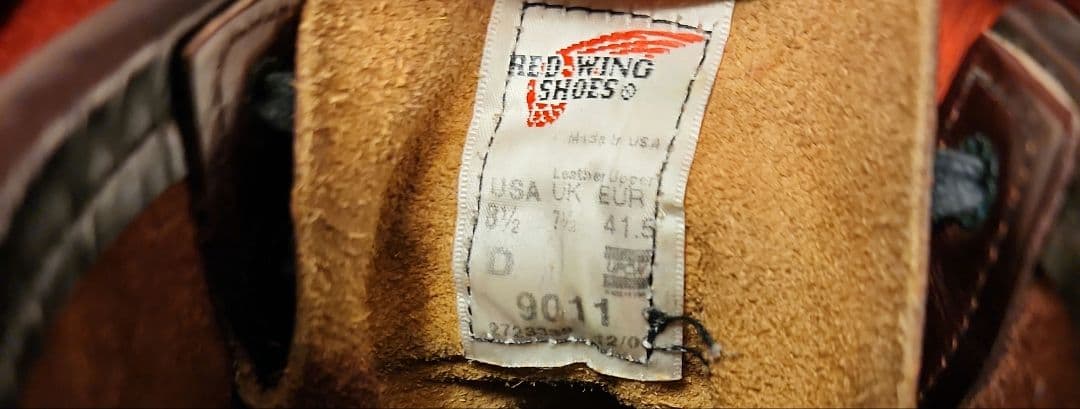 RED WING
SHOES®
Made in USA
Leather Upper
USA UK EUR
8½ 7½ 41.5
D
9011